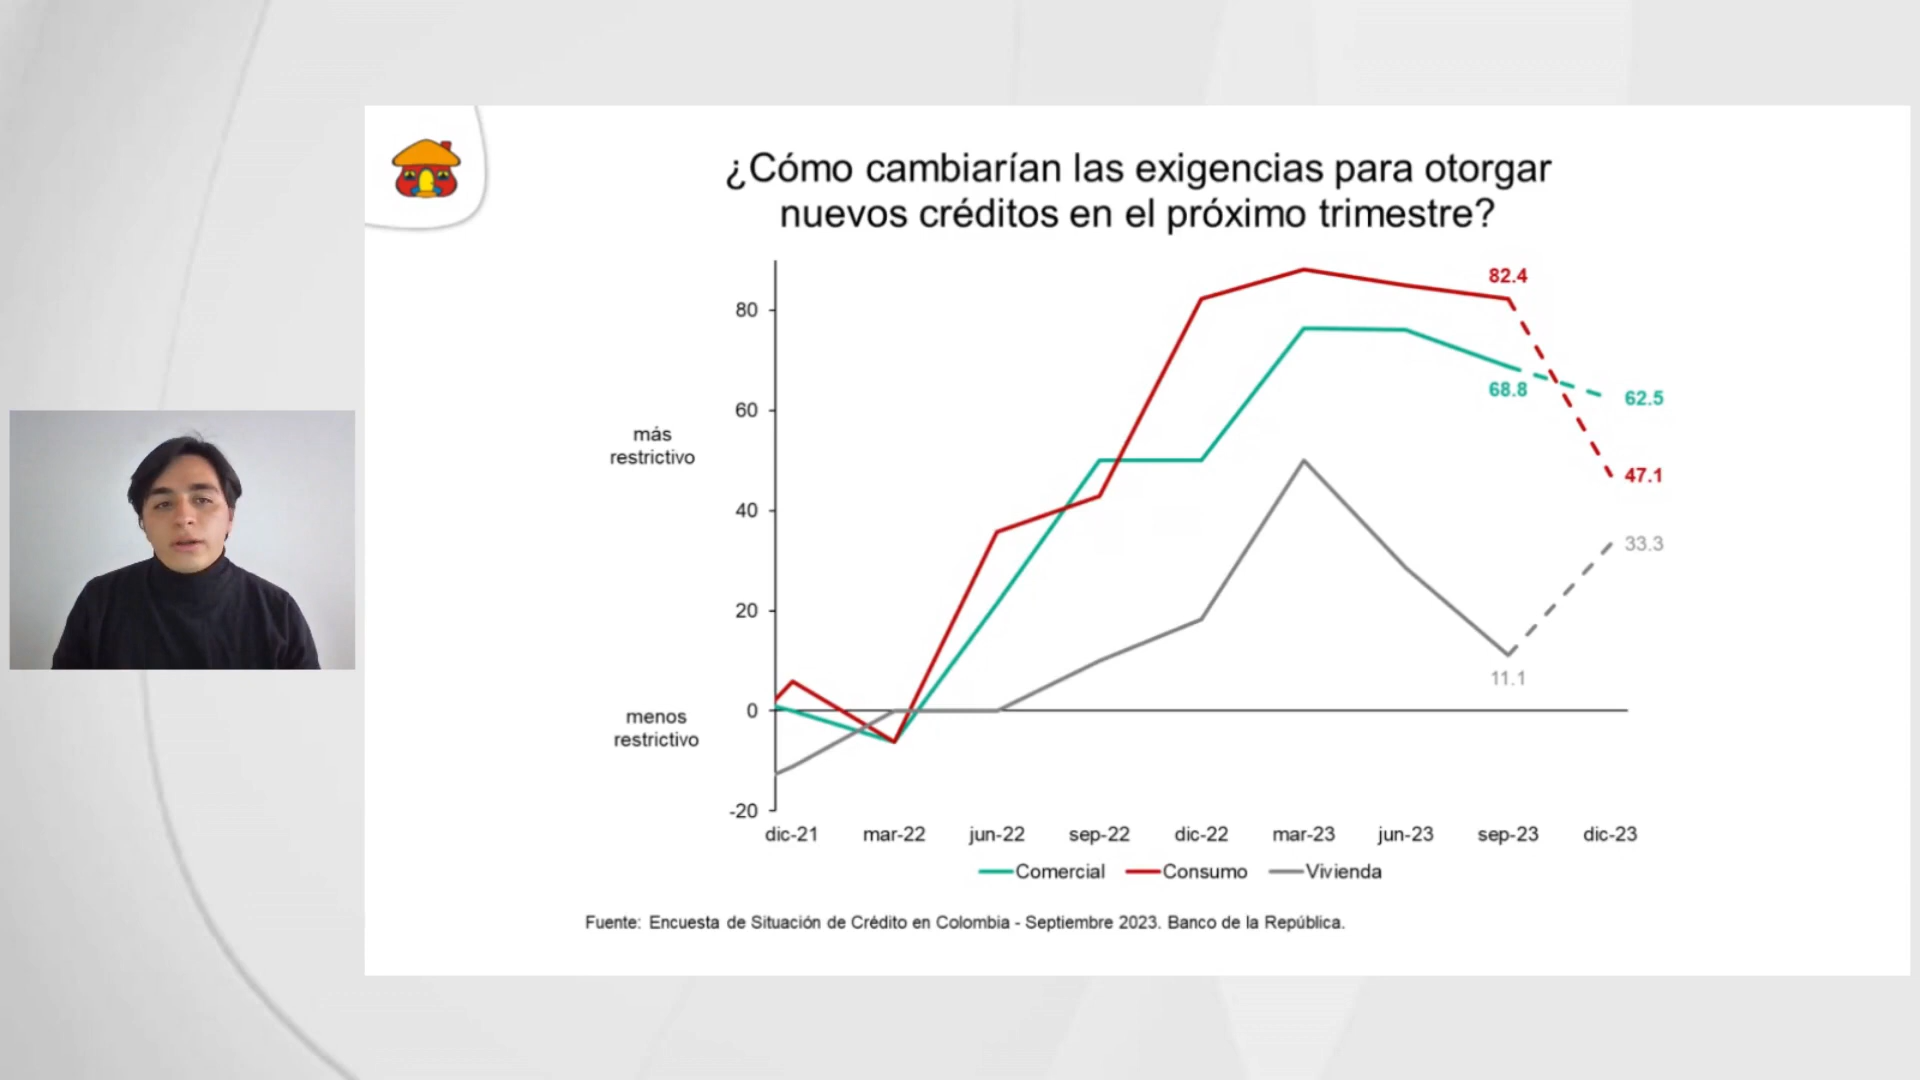 ¿Cómo cambiarían las exigencias para otorgar
nuevos créditos en el próximo trimestre?
82.4
80
68.8
62.5
60
más
restrictivo
47.1
40
33.3
20
11.1
0
menos
restrictivo
-20
dic-21 mar-22 jun-22 sep-22 dic-22 mar-23 jun-23 sep-23 dic-23
Comercial Consumo Vivienda
Fuente: Encuesta de Situación de Crédito en Colombia - Septiembre 2023. Banco de la República.